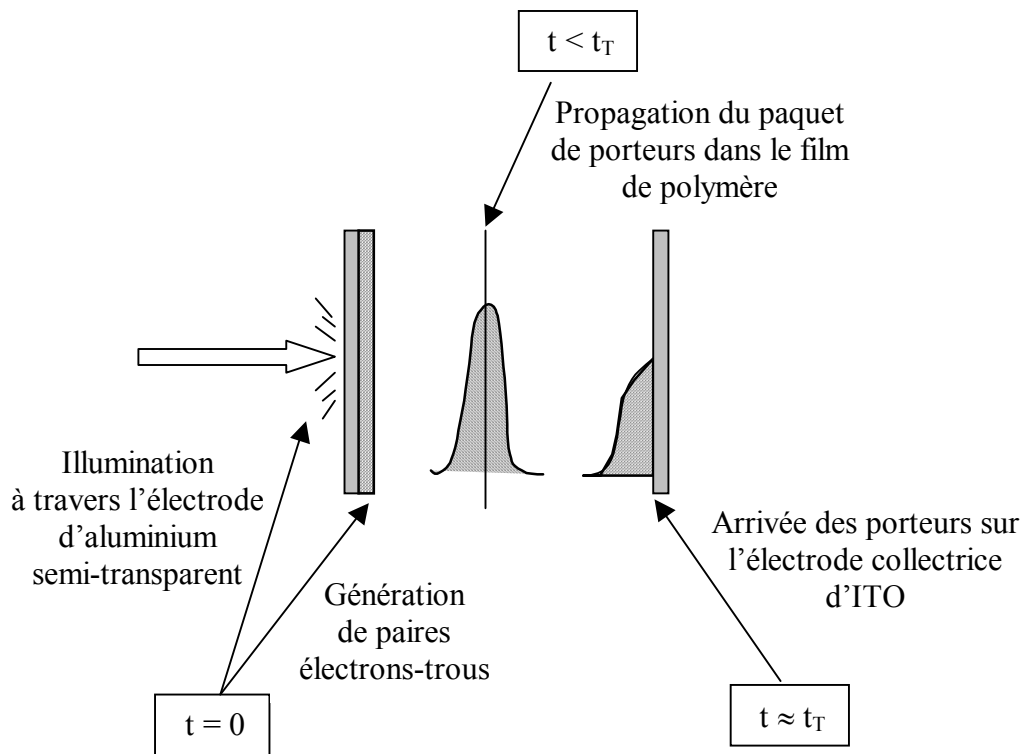 t < t_T
Propagation du paquet
de porteurs dans le film
de polymère
Illumination
à travers l’électrode
d’aluminium
semi-transparent
Génération
de paires
électrons-trous
Arrivée des porteurs sur
l’électrode collectrice
d’ITO
t = 0
t ≈ t_T